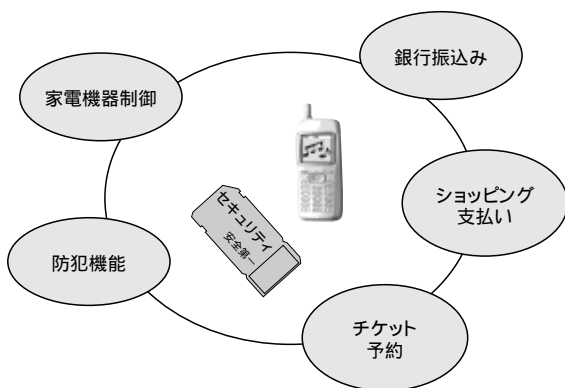 銀行振込み
家電機器制御
ショッピング
支払い
セキュリティ
安全第一
防犯機能
チケット
予約